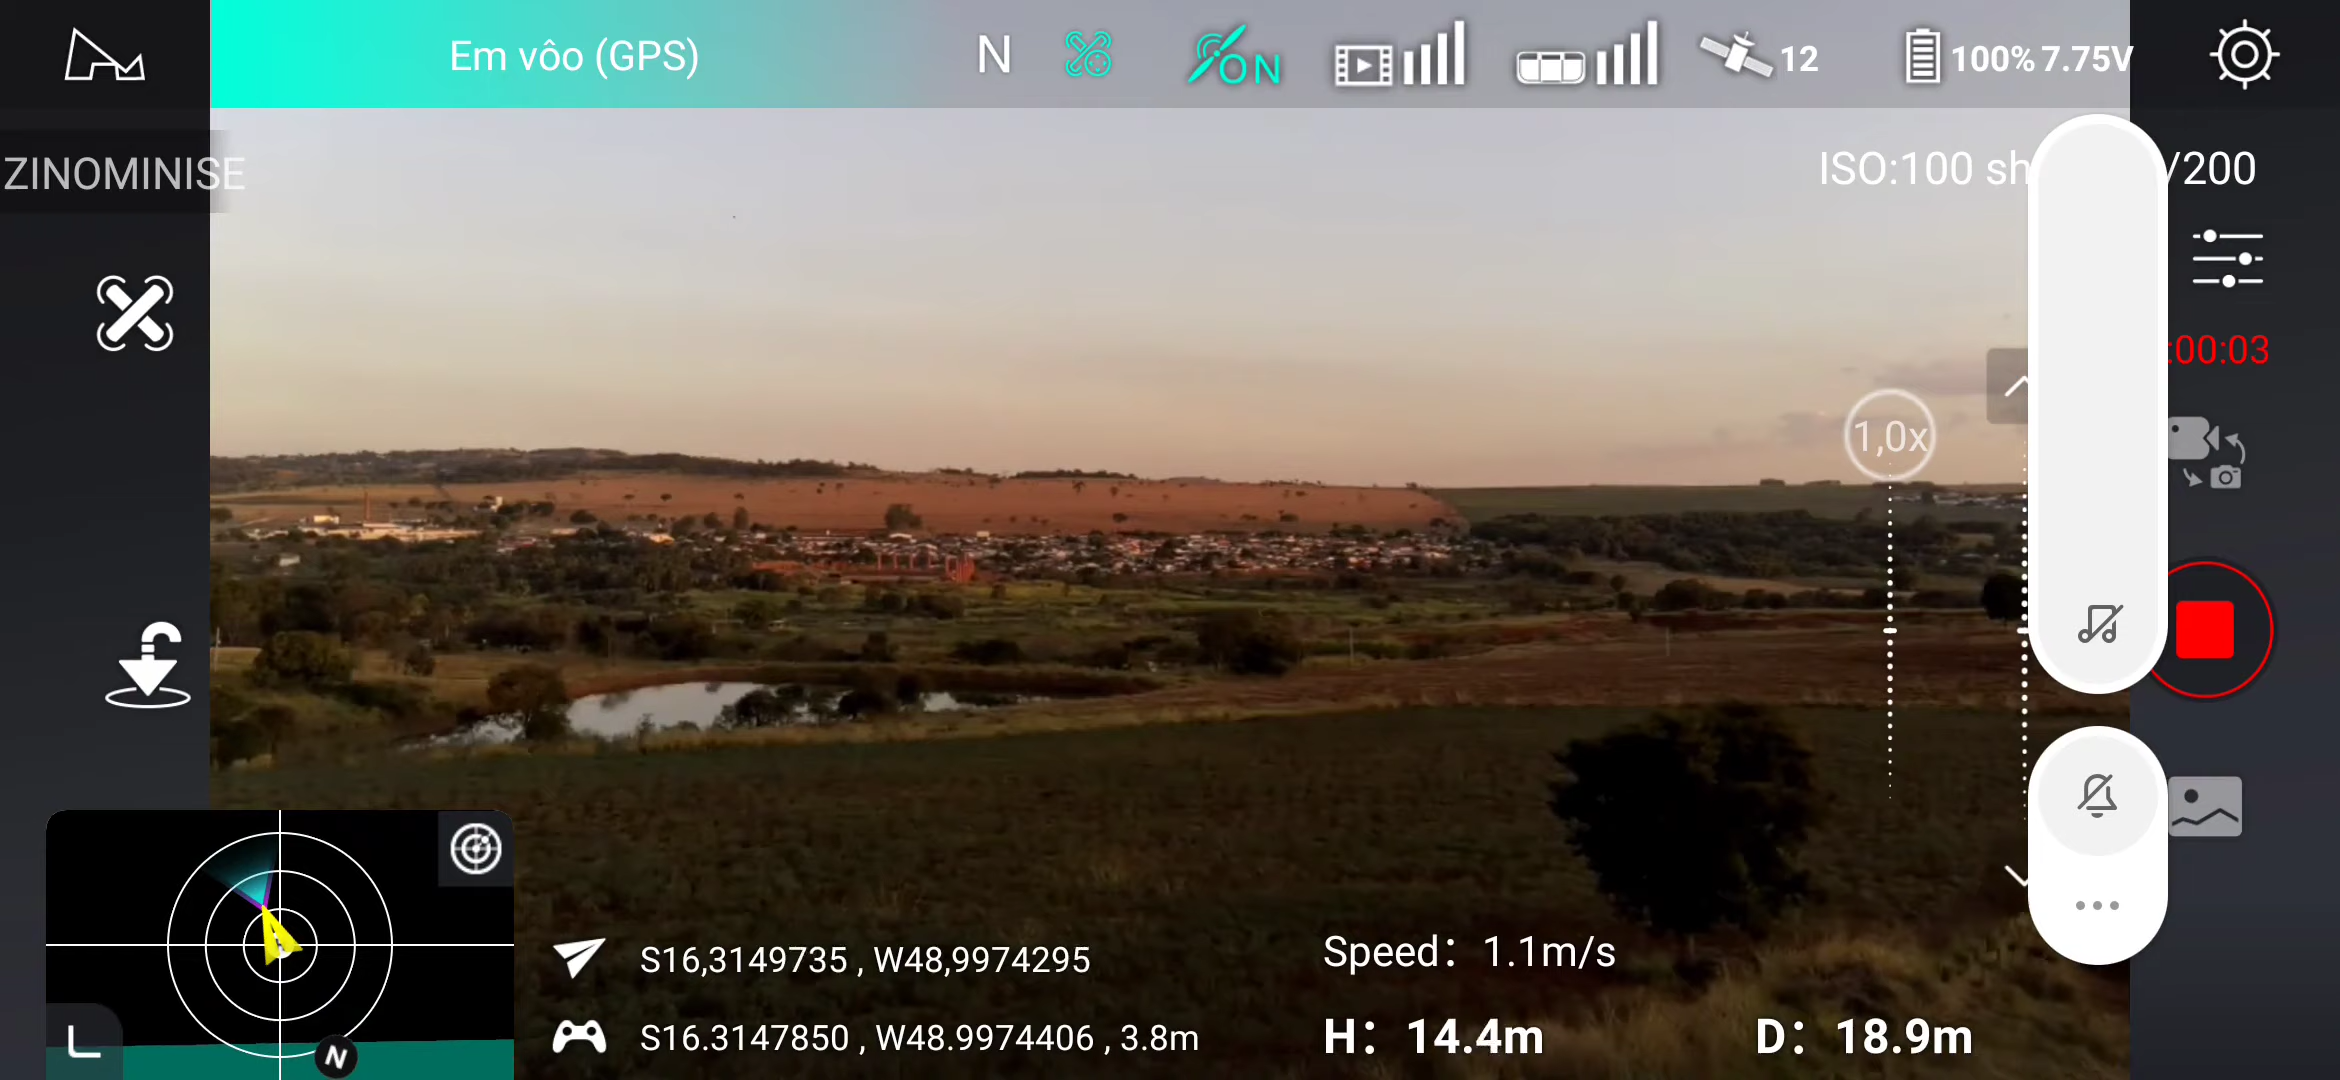 Em vôo (GPS) N ON 12 100% 7.75V
ZINOMINISE
ISO:100 sh /200
:00:03
1,0x
S16,3149735 , W48,9974295
Speed: 1.1m/s
N
S16.3147850 , W48.9974406 , 3.8m
H: 14.4m
D: 18.9m